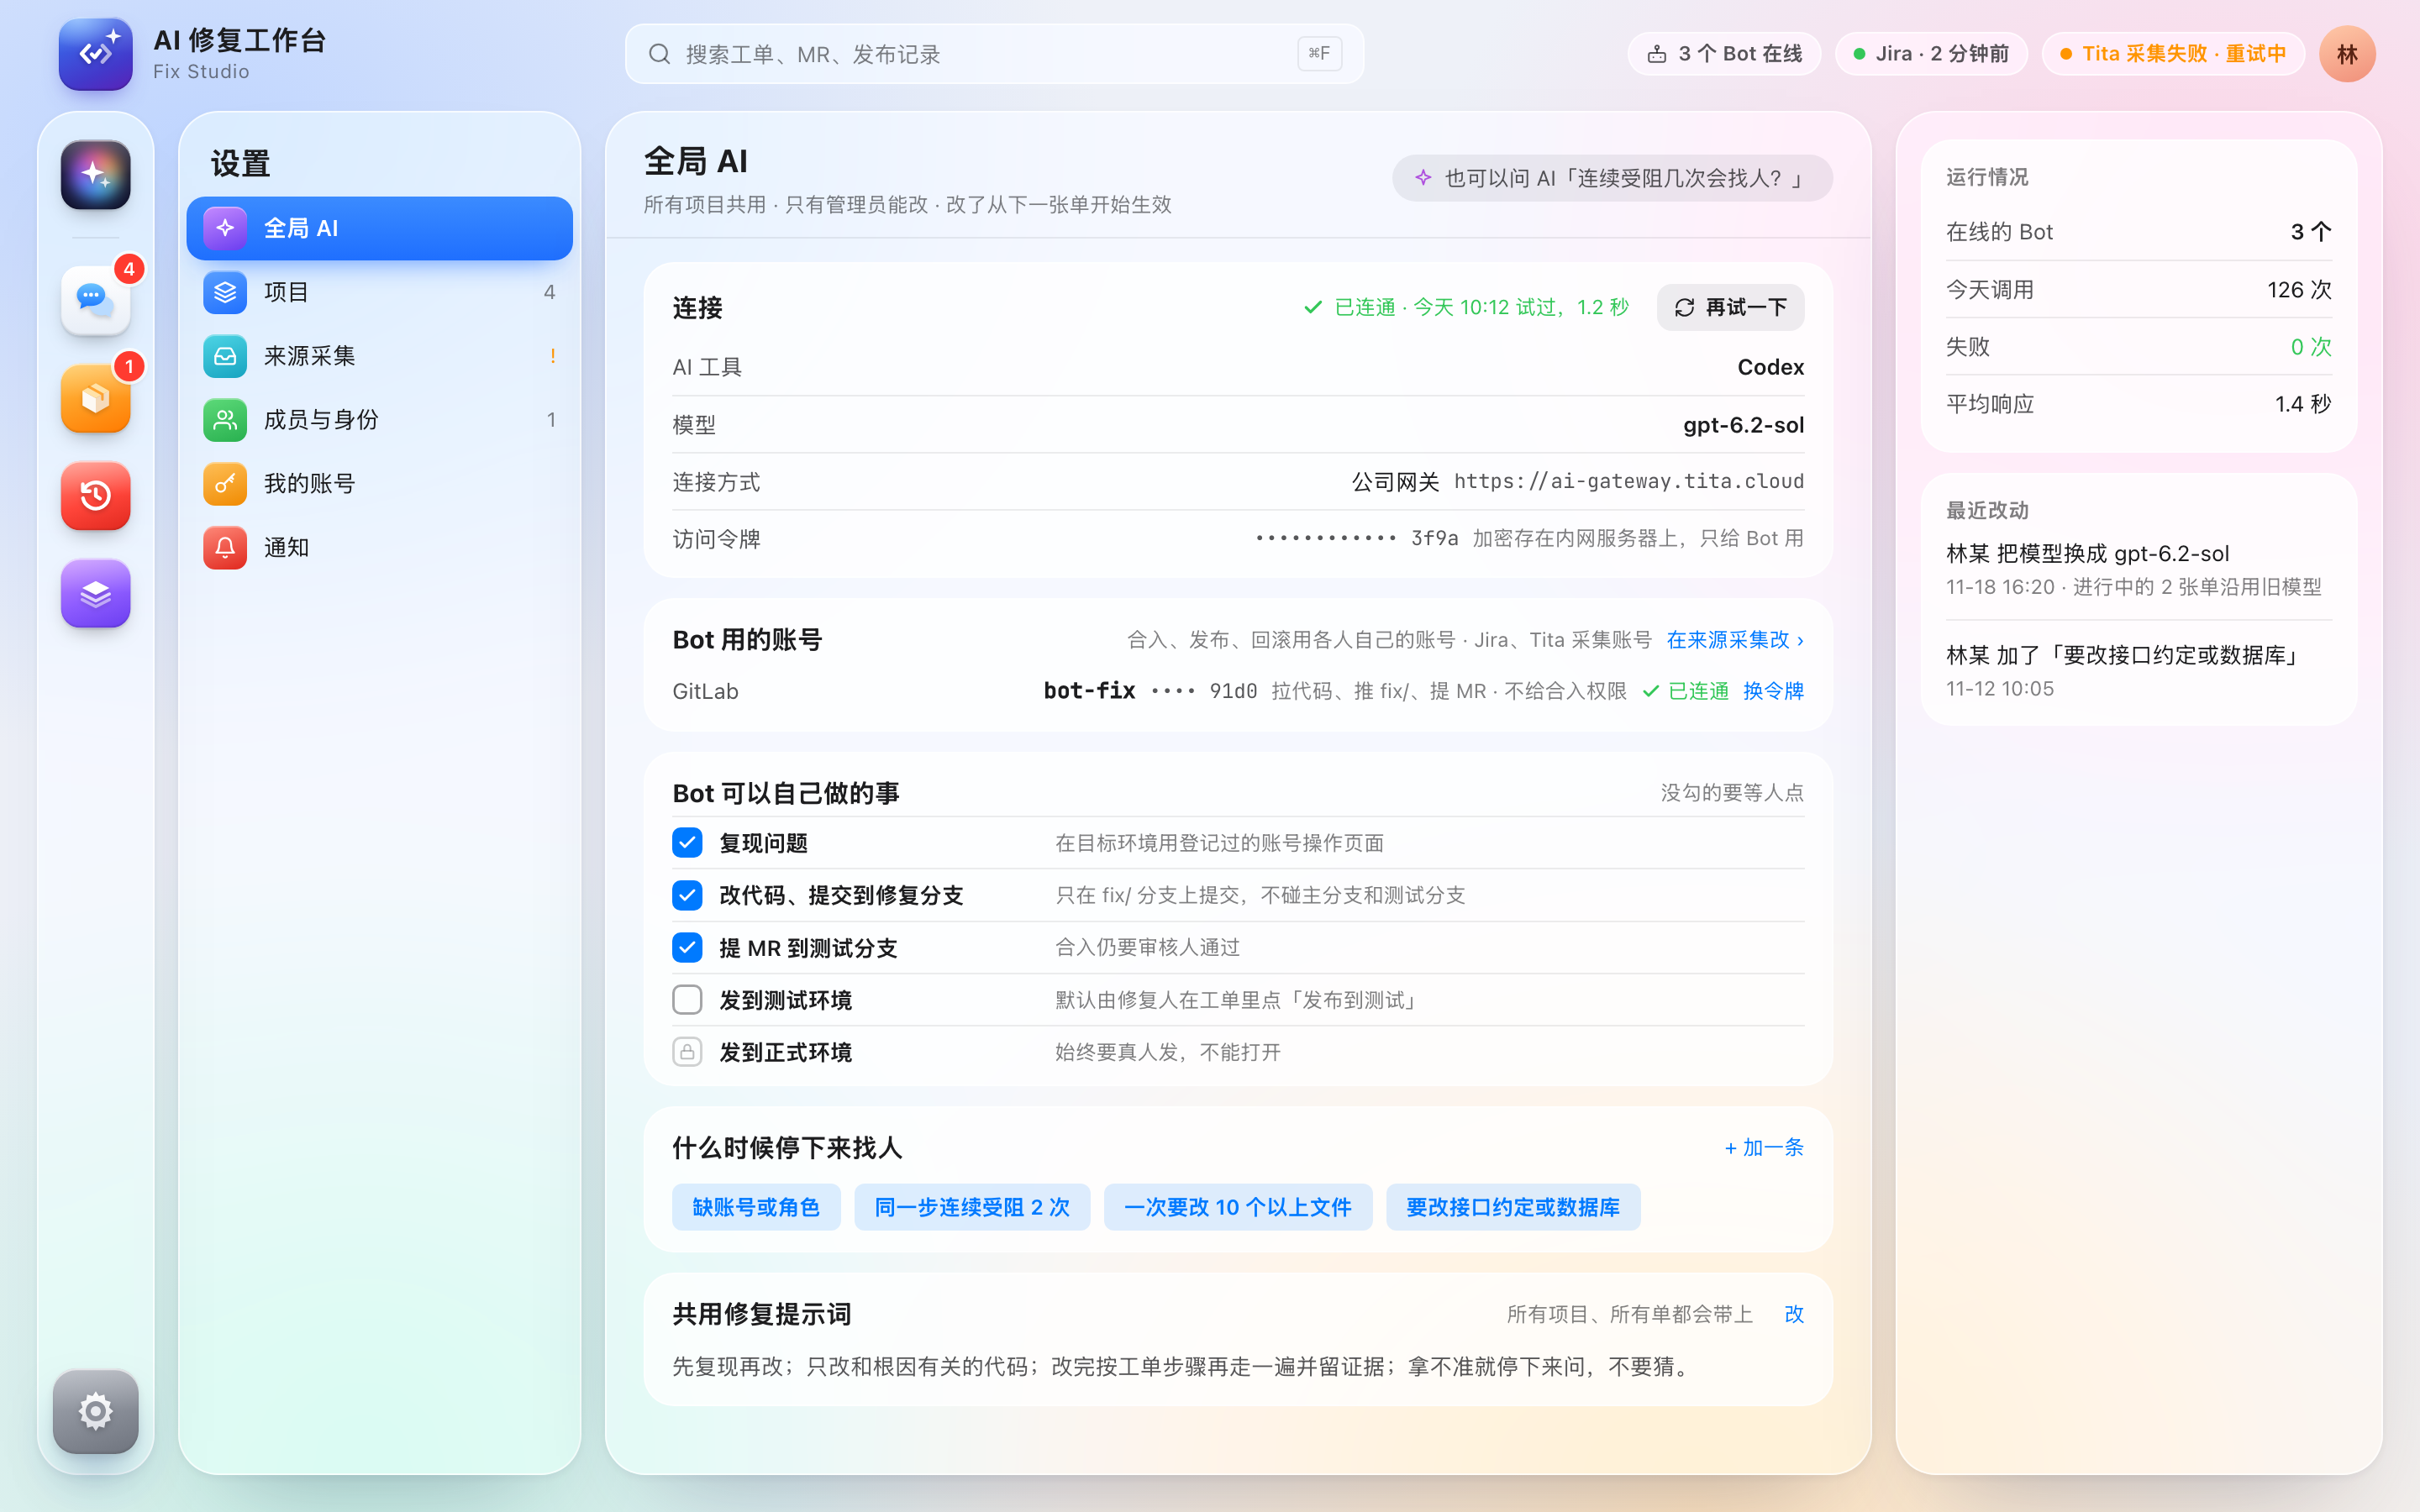 AI 修复工作台
Fix Studio
搜索工单、MR、发布记录
⌘F
3 个 Bot 在线
Jira · 2 分钟前
Tita 采集失败 · 重试中
林
4
1
设置
全局 AI
项目 4
来源采集 !
成员与身份 1
我的账号
通知
全局 AI
所有项目共用 · 只有管理员能改 · 改了从下一张单开始生效
也可以问 AI「连续受阻几次会找人？」
连接
已连通 · 今天 10:12 试过，1.2 秒
再试一下
AI 工具 Codex
模型 gpt-6.2-sol
连接方式 公司网关 https://ai-gateway.tita.cloud
访问令牌 •••••••••••• 3f9a 加密存在内网服务器上，只给 Bot 用
Bot 用的账号 合入、发布、回滚用各人自己的账号 · Jira、Tita 采集账号 在来源采集改 ›
GitLab bot-fix •••• 91d0 拉代码、推 fix/、提 MR · 不给合入权限 已连通 换令牌
Bot 可以自己做的事 没勾的要等人点
复现问题 在目标环境用登记过的账号操作页面
改代码、提交到修复分支 只在 fix/ 分支上提交，不碰主分支和测试分支
提 MR 到测试分支 合入仍要审核人通过
发到测试环境 默认由修复人在工单里点「发布到测试」
发到正式环境 始终要真人发，不能打开
什么时候停下来找人 + 加一条
缺账号或角色 同一步连续受阻 2 次 一次要改 10 个以上文件 要改接口约定或数据库
共用修复提示词 所有项目、所有单都会带上 改
先复现再改；只改和根因有关的代码；改完按工单步骤再走一遍并留证据；拿不准就停下来问，不要猜。
运行情况
在线的 Bot 3 个
今天调用 126 次
失败 0 次
平均响应 1.4 秒
最近改动
林某 把模型换成 gpt-6.2-sol
11-18 16:20 · 进行中的 2 张单沿用旧模型
林某 加了「要改接口约定或数据库」
11-12 10:05